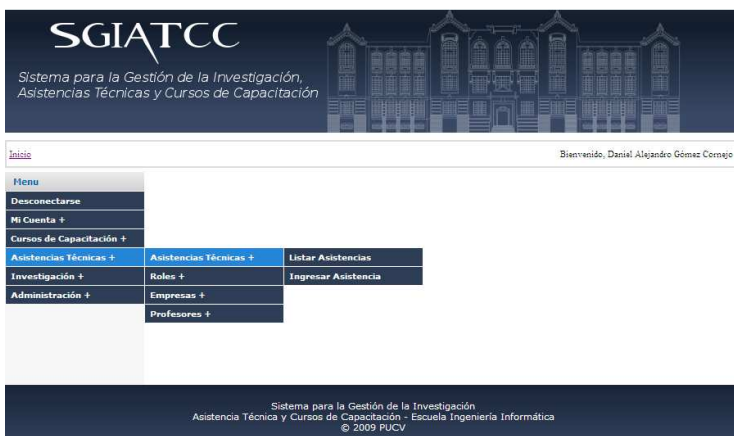 SGIATCC
Sistema para la Gestión de la Investigación,
Asistencias Técnicas y Cursos de Capacitación
Inicio
Bienvenido, Daniel Alejandro Gómez Cornejo
Menu
Desconectarse
Mi Cuenta +
Cursos de Capacitación +
Asistencias Técnicas +
Asistencias Técnicas +
Listar Asistencias
Investigación +
Roles +
Ingresar Asistencia
Administración +
Empresas +
Profesores +
Sistema para la Gestión de la Investigación
Asistencia Técnica y Cursos de Capacitación - Escuela Ingeniería Informática
© 2009 PUCV